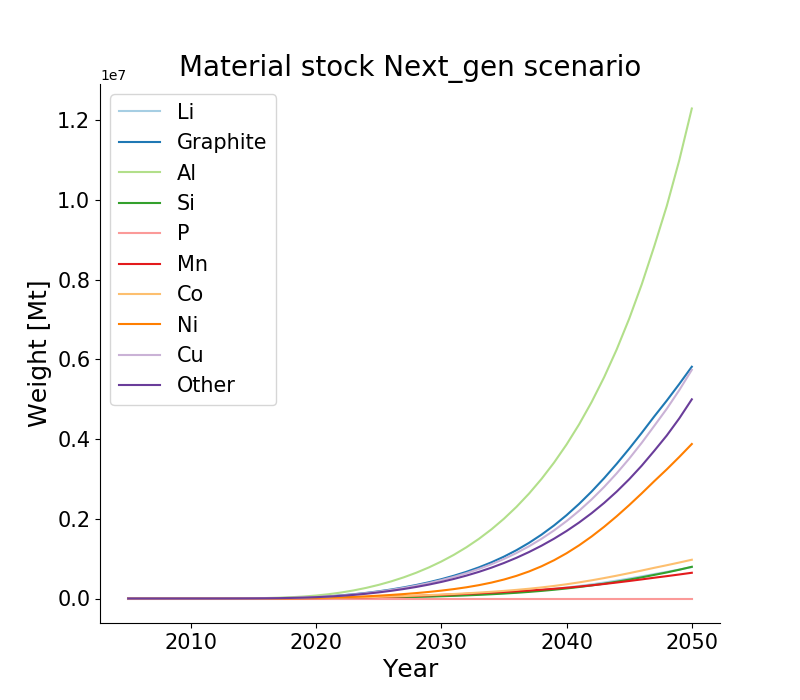 Material stock Next_gen scenario
1e7
Li
Graphite
Al
Si
P
Mn
Co
Ni
Cu
Other
Weight [Mt]
1.2
1.0
0.8
0.6
0.4
0.2
0.0
2010 2020 2030 2040 2050
Year